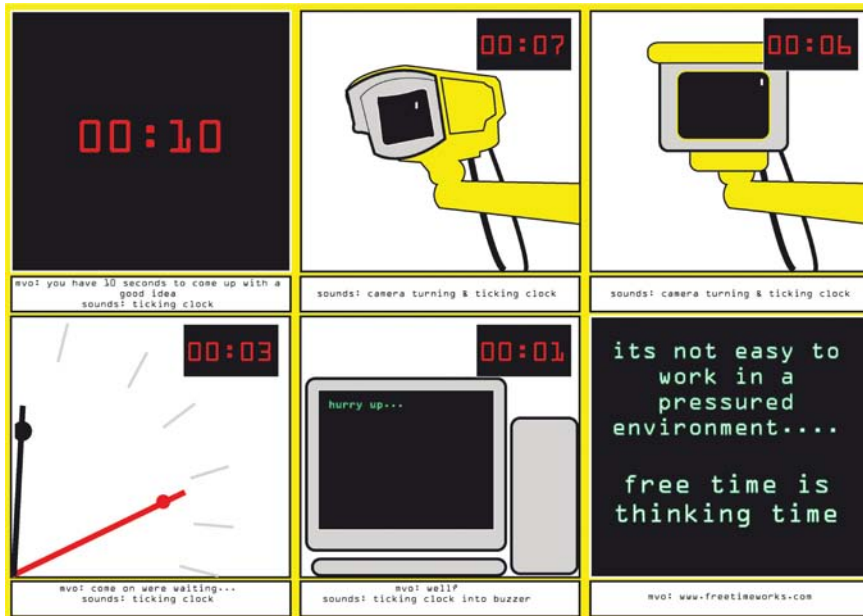 00:10
mvo: you have 10 seconds to come up with a
good idea
sounds: ticking clock
00:07
sounds: camera turning & ticking clock
00:06
sounds: camera turning & ticking clock
00:03
mvo: come on were waiting...
sounds: ticking clock
00:01
hurry up...
mvo: well?
sounds: ticking clock into buzzer
its not easy to
work in a
pressured
environment....
free time is
thinking time
mvo: www.freetimeworks.com